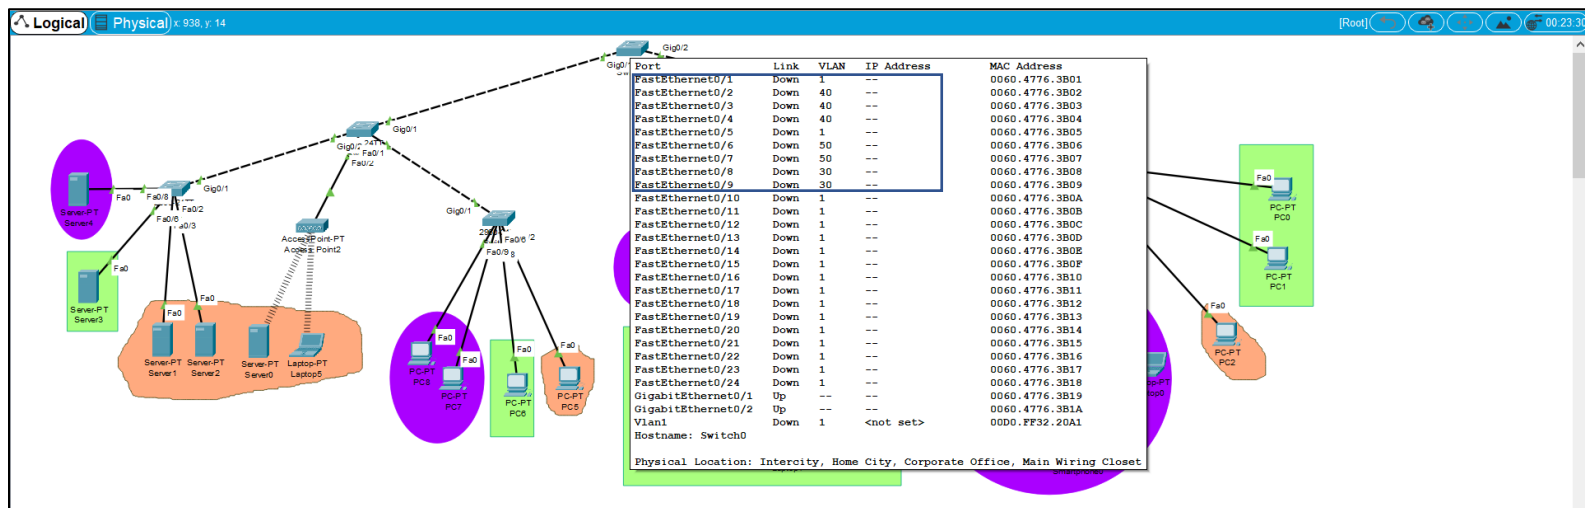 Logical Physical x: 938, y: 14 [Root] 00:23:30
Gig0/2
Port Link VLAN IP Address MAC Address
FastEthernet0/1 Down 1 -- 0060.4776.3B01
FastEthernet0/2 Down 40 -- 0060.4776.3B02
FastEthernet0/3 Down 40 -- 0060.4776.3B03
FastEthernet0/4 Down 40 -- 0060.4776.3B04
FastEthernet0/5 Down 1 -- 0060.4776.3B05
FastEthernet0/6 Down 50 -- 0060.4776.3B06
FastEthernet0/7 Down 50 -- 0060.4776.3B07
FastEthernet0/8 Down 30 -- 0060.4776.3B08
FastEthernet0/9 Down 30 -- 0060.4776.3B09
FastEthernet0/10 Down 1 -- 0060.4776.3B0A
FastEthernet0/11 Down 1 -- 0060.4776.3B0B
FastEthernet0/12 Down 1 -- 0060.4776.3B0C
FastEthernet0/13 Down 1 -- 0060.4776.3B0D
FastEthernet0/14 Down 1 -- 0060.4776.3B0E
FastEthernet0/15 Down 1 -- 0060.4776.3B0F
FastEthernet0/16 Down 1 -- 0060.4776.3B10
FastEthernet0/17 Down 1 -- 0060.4776.3B11
FastEthernet0/18 Down 1 -- 0060.4776.3B12
FastEthernet0/19 Down 1 -- 0060.4776.3B13
FastEthernet0/20 Down 1 -- 0060.4776.3B14
FastEthernet0/21 Down 1 -- 0060.4776.3B15
FastEthernet0/22 Down 1 -- 0060.4776.3B16
FastEthernet0/23 Down 1 -- 0060.4776.3B17
FastEthernet0/24 Down 1 -- 0060.4776.3B18
GigabitEthernet0/1 Up -- -- 0060.4776.3B19
GigabitEthernet0/2 Up -- -- 0060.4776.3B1A
Vlan1 Down 1 <not set> 00D0.FF32.20A1
Hostname: Switch0
Physical Location: Intercity, Home City, Corporate Office, Main Wiring Closet
Gig0/1
Fa0/1
Fa0/2
Gig0/1
Fa0
Fa0/8
Fa0/2
Fa0/6
Server-PT
Server4
Fa0
Server-PT
Server3
Fa0
Fa0
Server-PT
Server1
Server-PT
Server2
Server-PT
Server0
Laptop-PT
Laptop5
AccessPoint-PT
Access Point2
Gig0/1
Fa0/6
Fa0/9
Fa0
PC-PT
PC8
Fa0
PC-PT
PC7
Fa0
PC-PT
PC6
Fa0
PC-PT
PC5
Fa0
PC-PT
PC0
Fa0
PC-PT
PC1
Fa0
PC-PT
PC2